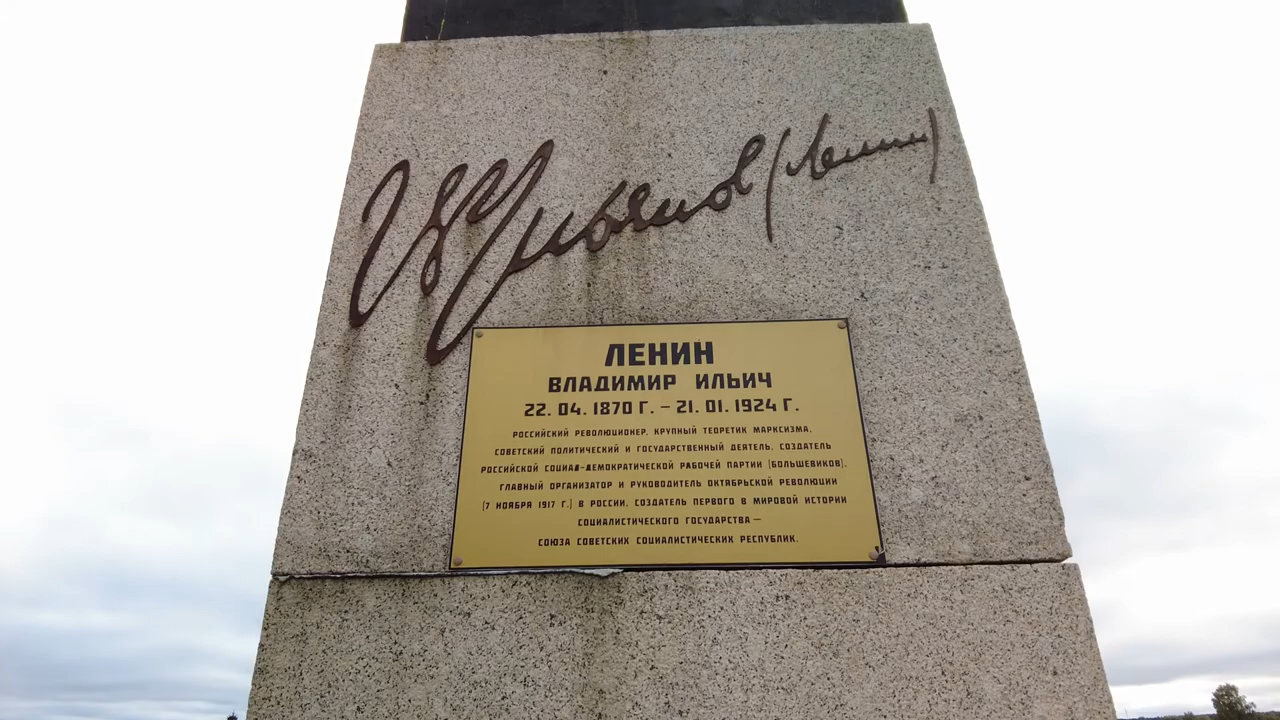 В. Ульянов (Ленин)
ЛЕНИН
ВЛАДИМИР ИЛЬИЧ
22. 04. 1870 Г. – 21. 01. 1924 Г.
РОССИЙСКИЙ РЕВОЛЮЦИОНЕР, КРУПНЫЙ ТЕОРЕТИК МАРКСИЗМА.
СОВЕТСКИЙ ПОЛИТИЧЕСКИЙ И ГОСУДАРСТВЕННЫЙ ДЕЯТЕЛЬ, СОЗДАТЕЛЬ
РОССИЙСКОЙ СОЦИАЛ-ДЕМОКРАТИЧЕСКОЙ РАБОЧЕЙ ПАРТИИ (БОЛЬШЕВИКОВ).
ГЛАВНЫЙ ОРГАНИЗАТОР И РУКОВОДИТЕЛЬ ОКТЯБРЬСКОЙ РЕВОЛЮЦИИ
(7 НОЯБРЯ 1917 Г.) В РОССИИ, СОЗДАТЕЛЬ ПЕРВОГО В МИРОВОЙ ИСТОРИИ
СОЦИАЛИСТИЧЕСКОГО ГОСУДАРСТВА –
СОЮЗА СОВЕТСКИХ СОЦИАЛИСТИЧЕСКИХ РЕСПУБЛИК.